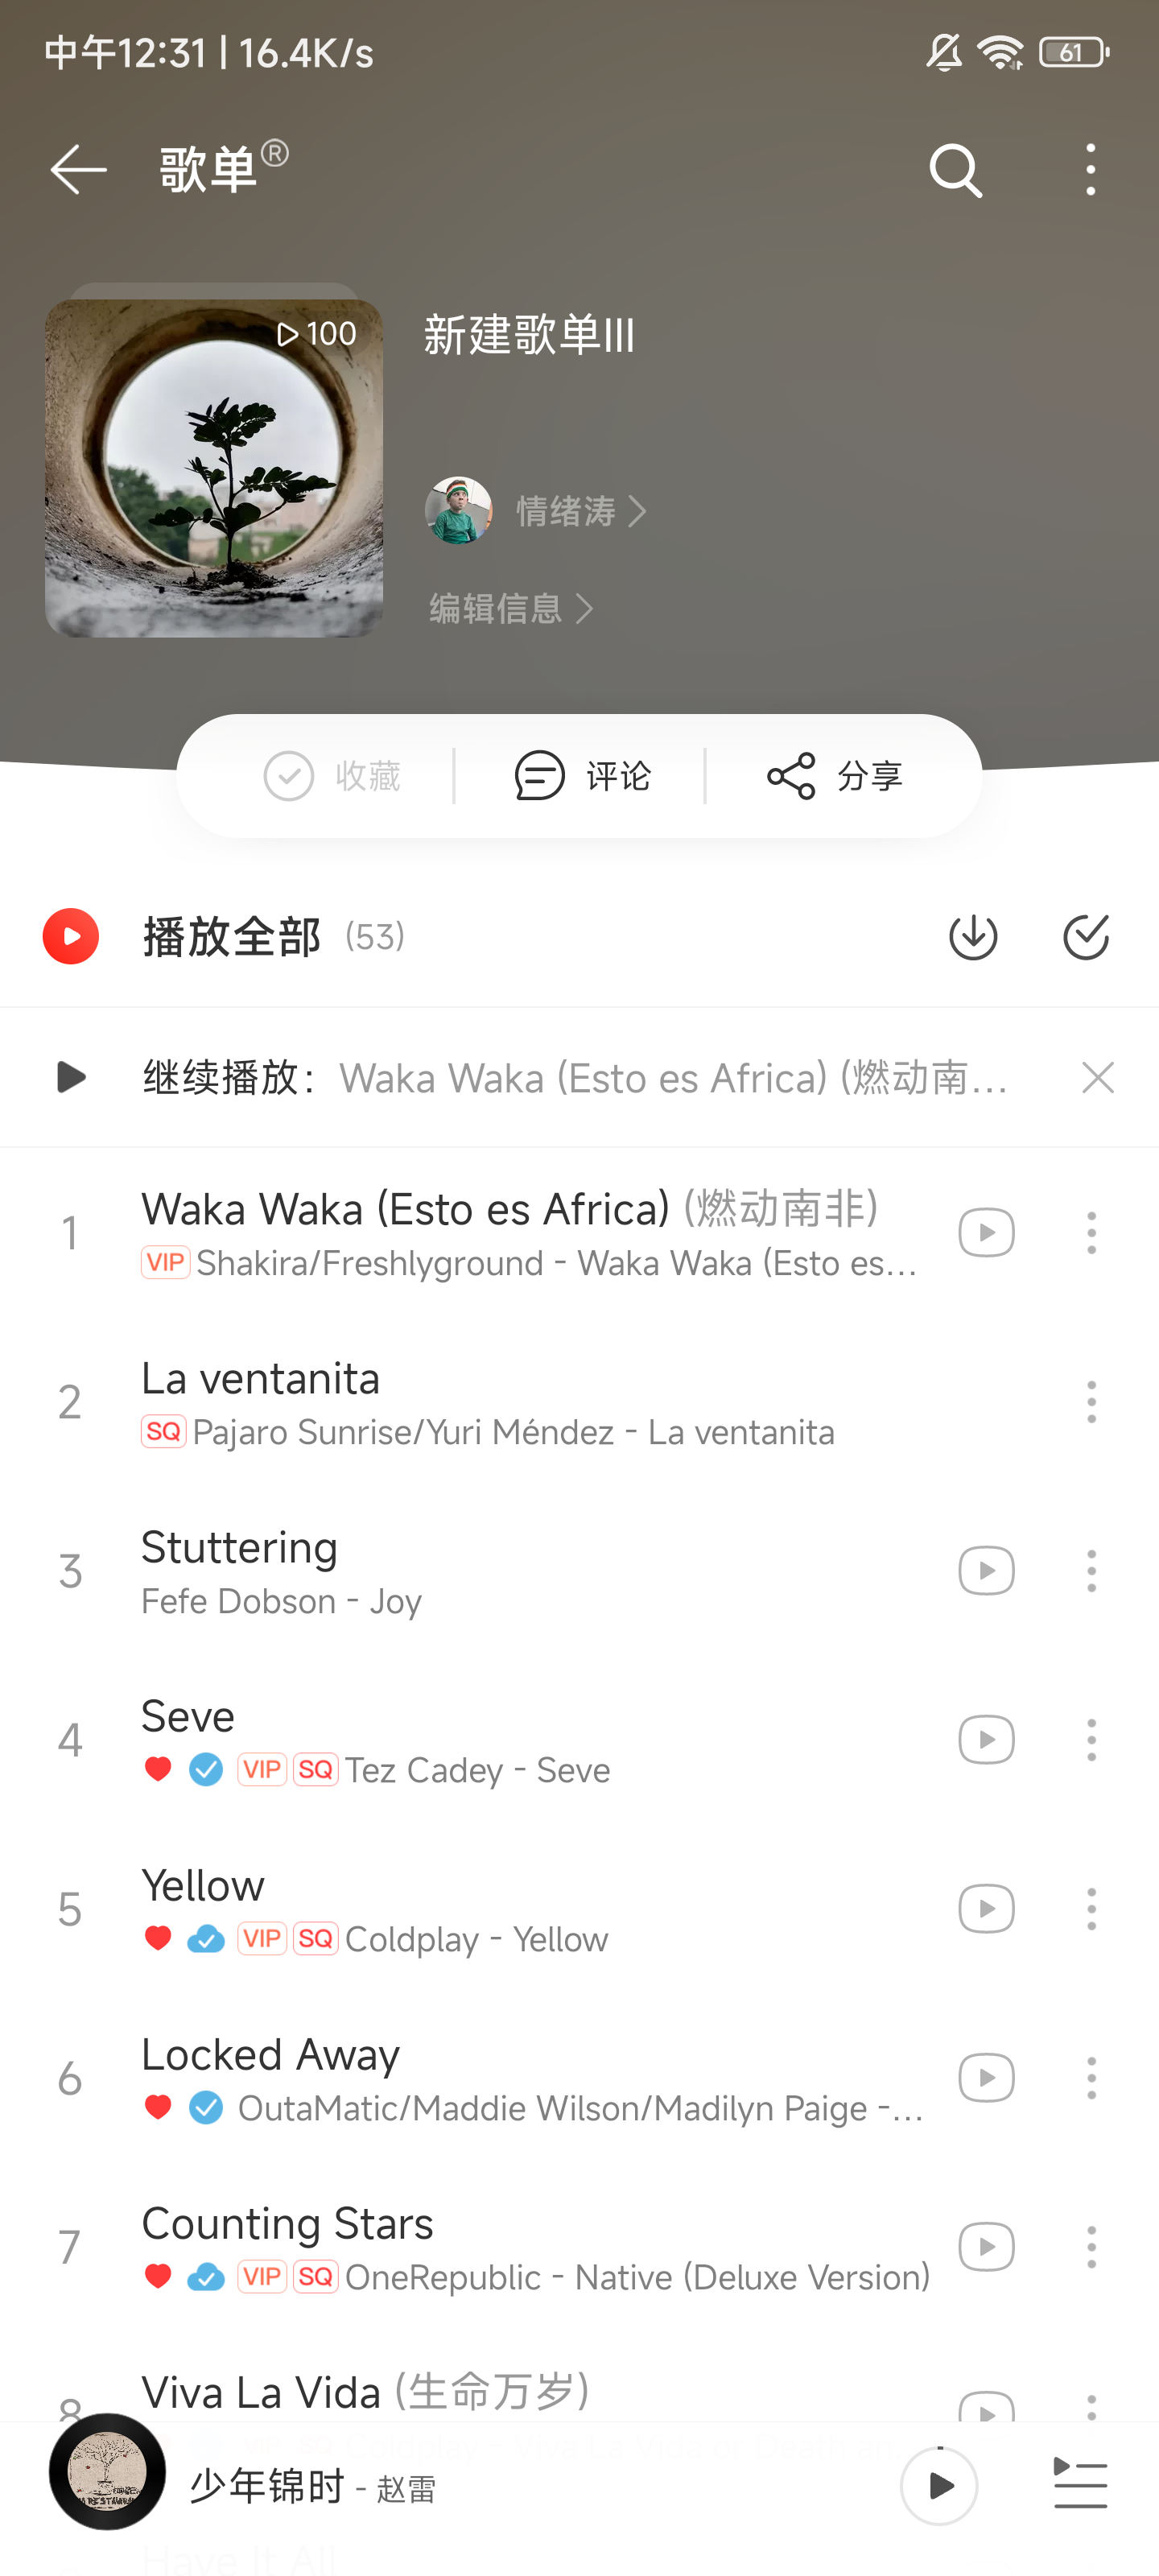 中午12:31 | 16.4K/s
61
歌单®
100
新建歌单III
情绪涛
编辑信息
收藏
评论
分享
播放全部 (53)
继续播放： Waka Waka (Esto es Africa) (燃动南...
1
Waka Waka (Esto es Africa) (燃动南非)
VIP Shakira/Freshlyground - Waka Waka (Esto es...
2
La ventanita
SQ Pajaro Sunrise/Yuri Méndez - La ventanita
3
Stuttering
Fefe Dobson - Joy
4
Seve
VIP SQ Tez Cadey - Seve
5
Yellow
VIP SQ Coldplay - Yellow
6
Locked Away
OutaMatic/Maddie Wilson/Madilyn Paige -...
7
Counting Stars
VIP SQ OneRepublic - Native (Deluxe Version)
8
Viva La Vida (生命万岁)
少年锦时 - 赵雷
Have It All